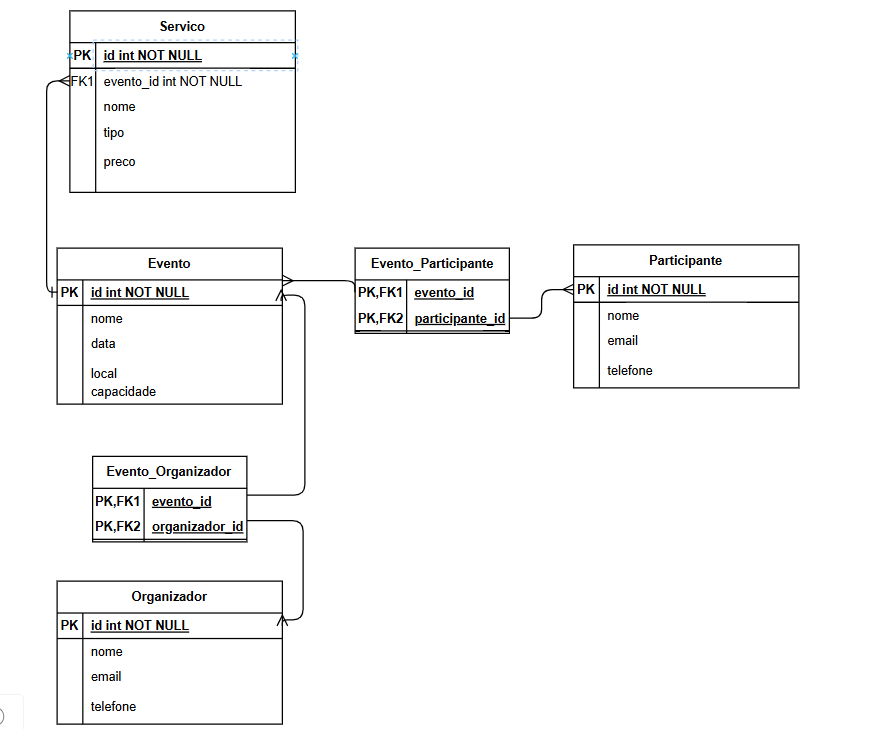 Servico
PK id int NOT NULL
FK1 evento_id int NOT NULL
nome
tipo
preco
Evento
PK id int NOT NULL
nome
data
local
capacidade
Evento_Participante
PK,FK1 evento_id
PK,FK2 participante_id
Participante
PK id int NOT NULL
nome
email
telefone
Evento_Organizador
PK,FK1 evento_id
PK,FK2 organizador_id
Organizador
PK id int NOT NULL
nome
email
telefone